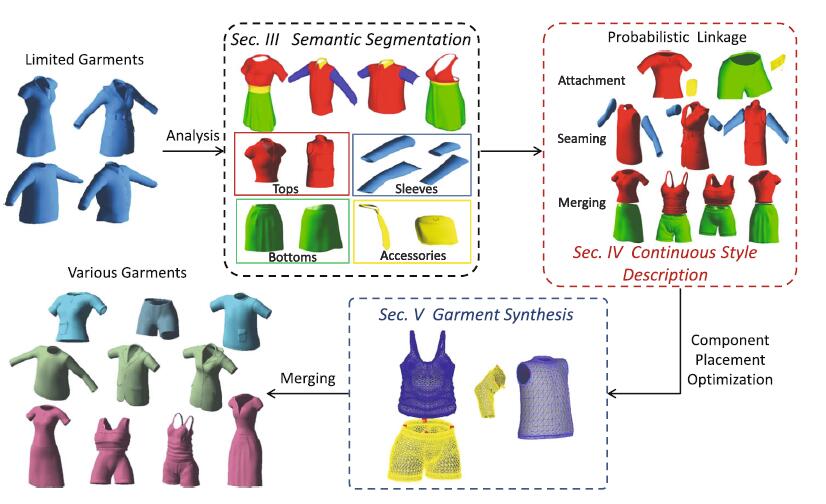 Limited Garments
Analysis
Sec. III Semantic Segmentation
Tops
Sleeves
Bottoms
Accessories
Probabilistic Linkage
Attachment
Seaming
Merging
Sec. IV Continuous Style
Description
Component
Placement
Optimization
Sec. V Garment Synthesis
Merging
Various Garments